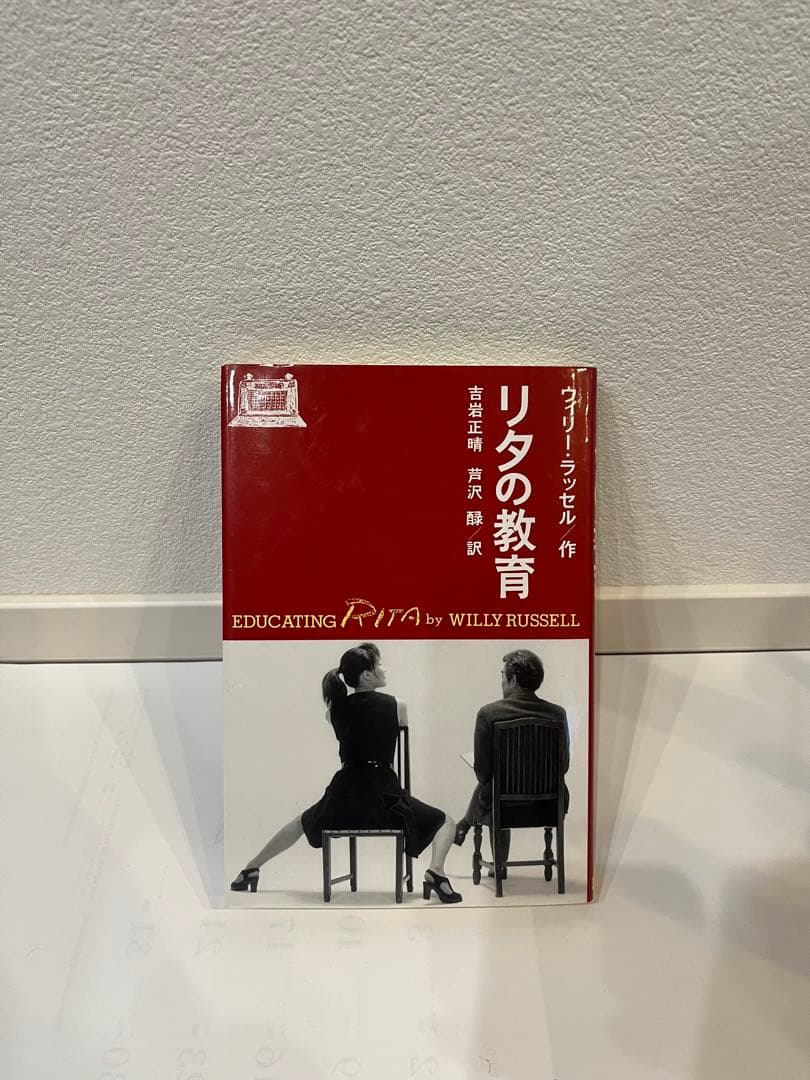 ウィリー・ラッセル/作
リタの教育
吉岩正晴 芦沢 醁/訳
EDUCATING RITA by WILLY RUSSELL